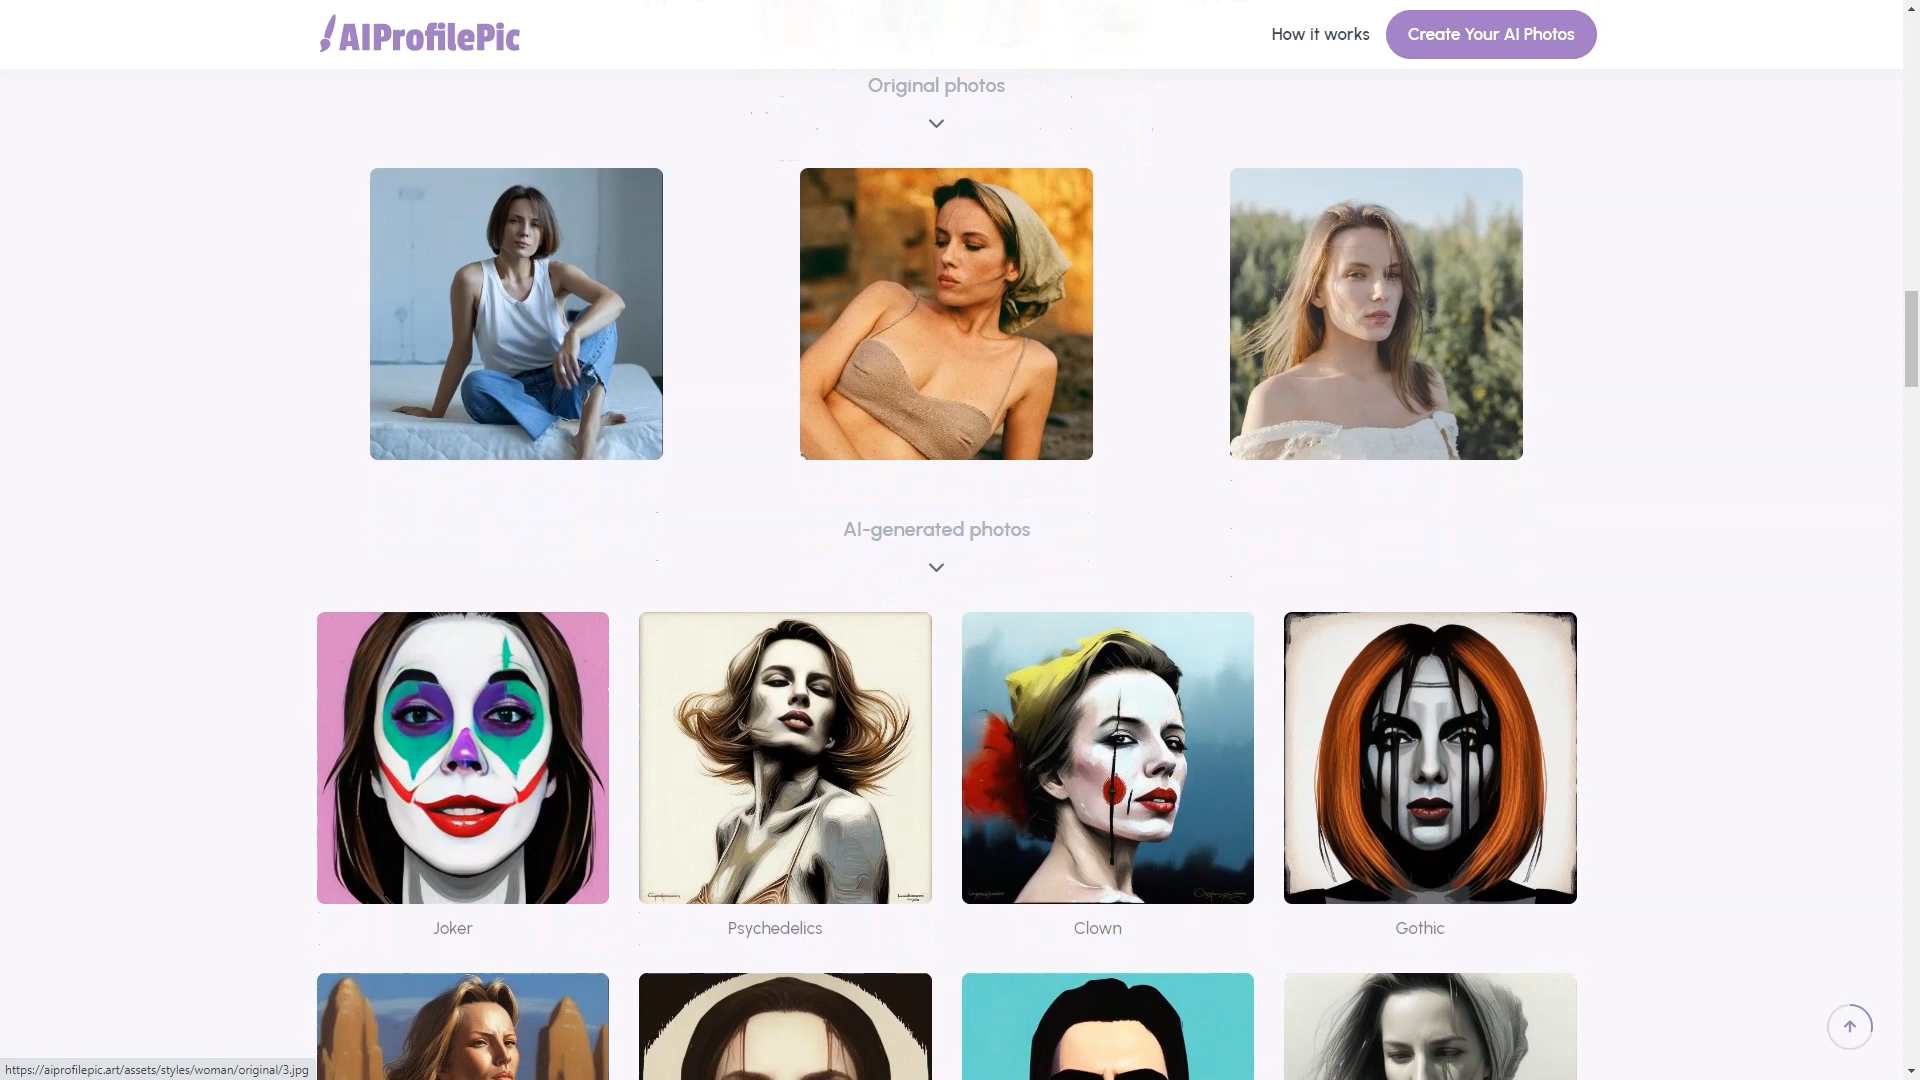 AIProfilePic
How it works
Create Your AI Photos
Original photos
AI-generated photos
Joker
Psychedelics
Clown
Gothic
https://aiprofilepic.art/assets/styles/woman/original/3.jpg